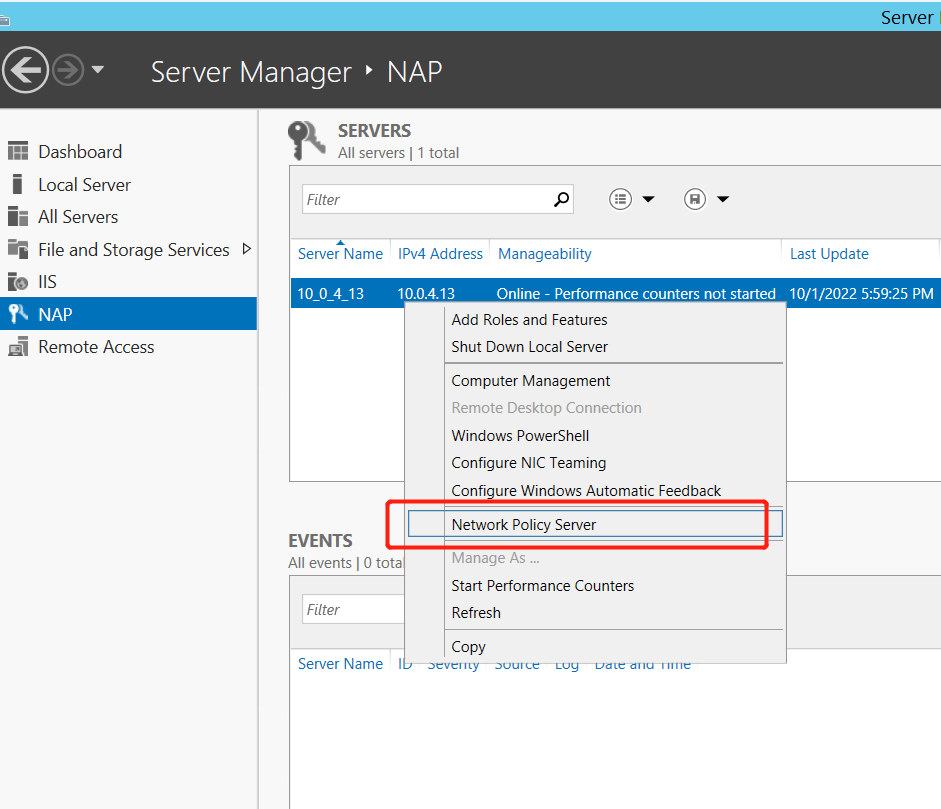 Server
Server Manager ‣ NAP
Dashboard
Local Server
All Servers
File and Storage Services
IIS
NAP
Remote Access
SERVERS
All servers | 1 total
Filter
Server Name IPv4 Address Manageability Last Update
10_0_4_13 10.0.4.13 Online - Performance counters not started 10/1/2022 5:59:25 PM
Add Roles and Features
Shut Down Local Server
Computer Management
Remote Desktop Connection
Windows PowerShell
Configure NIC Teaming
Configure Windows Automatic Feedback
Network Policy Server
Manage As ...
Start Performance Counters
Refresh
Copy
EVENTS
All events | 0 total
Filter
Server Name ID Severity Source Log Date and Time